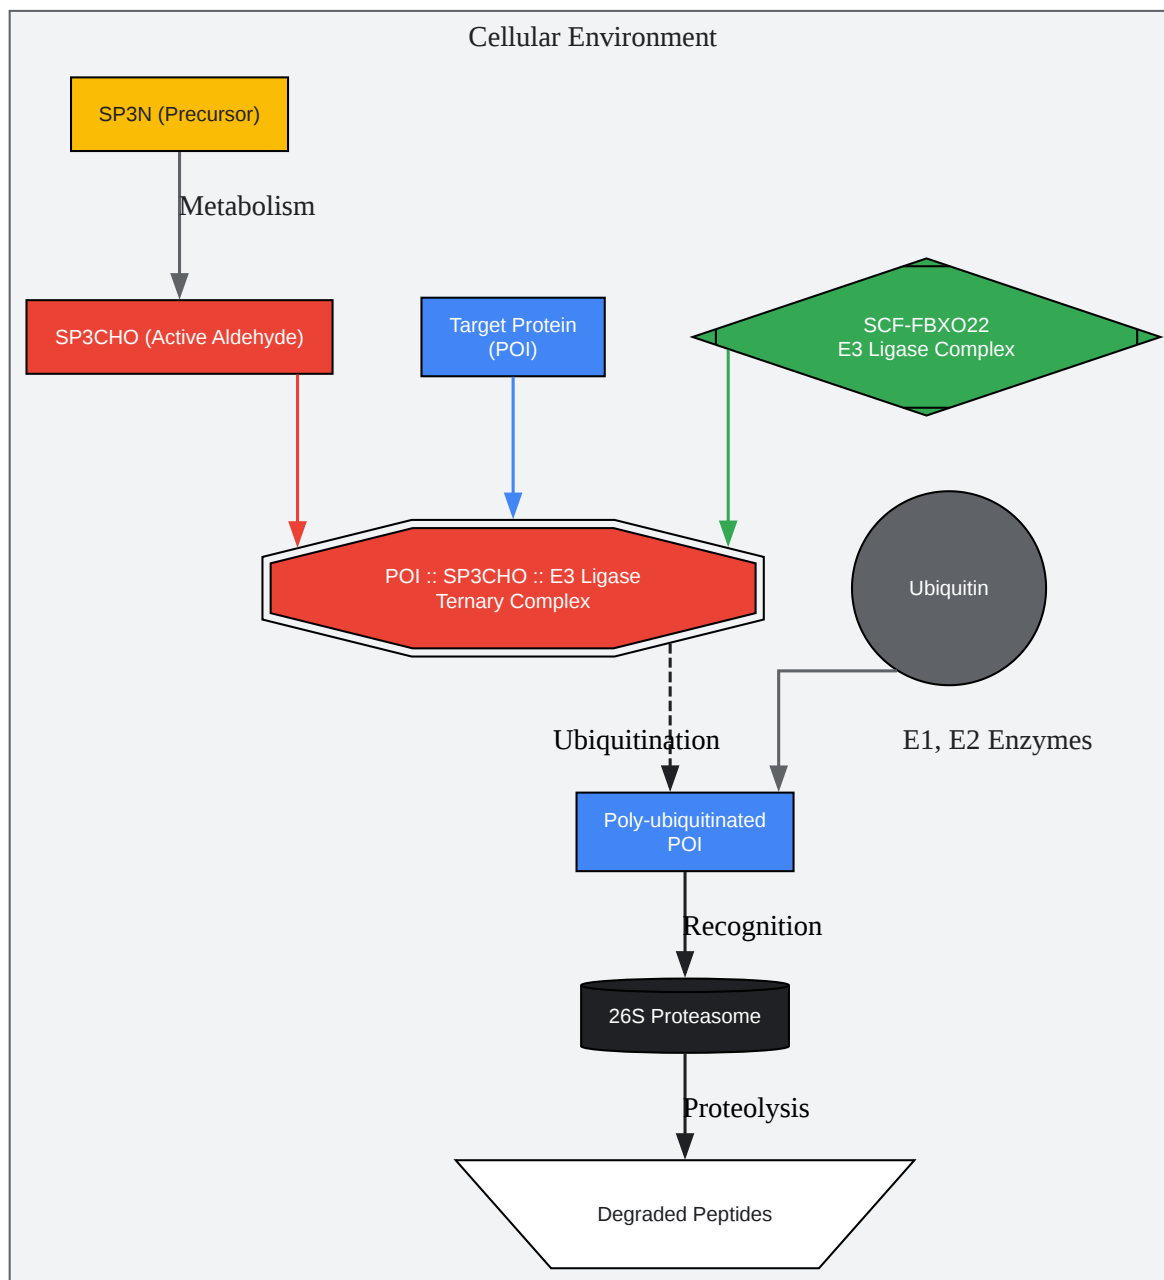 Cellular Environment
SP3N (Precursor)
Metabolism
SP3CHO (Active Aldehyde)
Target Protein
(POI)
SCF-FBXO22
E3 Ligase Complex
POI :: SP3CHO :: E3 Ligase
Ternary Complex
Ubiquitin
Ubiquitination
E1, E2 Enzymes
Poly-ubiquitinated
POI
Recognition
26S Proteasome
Proteolysis
Degraded Peptides